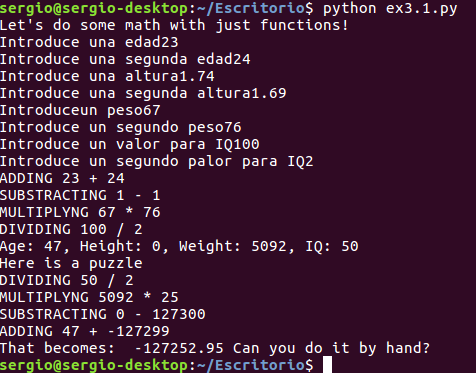 sergio@sergio-desktop:~/Escritorio$ python ex3.1.py
Let's do some math with just functions!
Introduce una edad23
Introduce una segunda edad24
Introduce una altura1.74
Introduce una segunda altura1.69
Introduceun peso67
Introduce un segundo peso76
Introduce un valor para IQ100
Introduce un segundo palor para IQ2
ADDING 23 + 24
SUBSTRACTING 1 - 1
MULTIPLYNG 67 * 76
DIVIDING 100 / 2
Age: 47, Height: 0, Weight: 5092, IQ: 50
Here is a puzzle
DIVIDING 50 / 2
MULTIPLYNG 5092 * 25
SUBSTRACTING 0 - 127300
ADDING 47 + -127299
That becomes:  -127252.95 Can you do it by hand?
sergio@sergio-desktop:~/Escritorio$